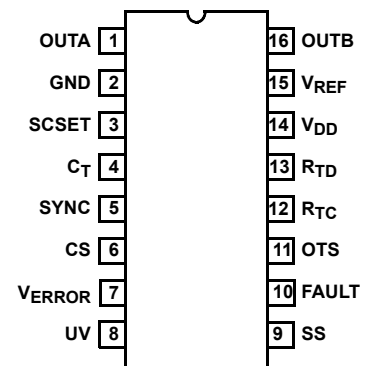 OUTA 1 16 OUTB
GND 2 15 VREF
SCSET 3 14 VDD
CT 4 13 RTD
SYNC 5 12 RTC
CS 6 11 OTS
VERROR 7 10 FAULT
UV 8 9 SS